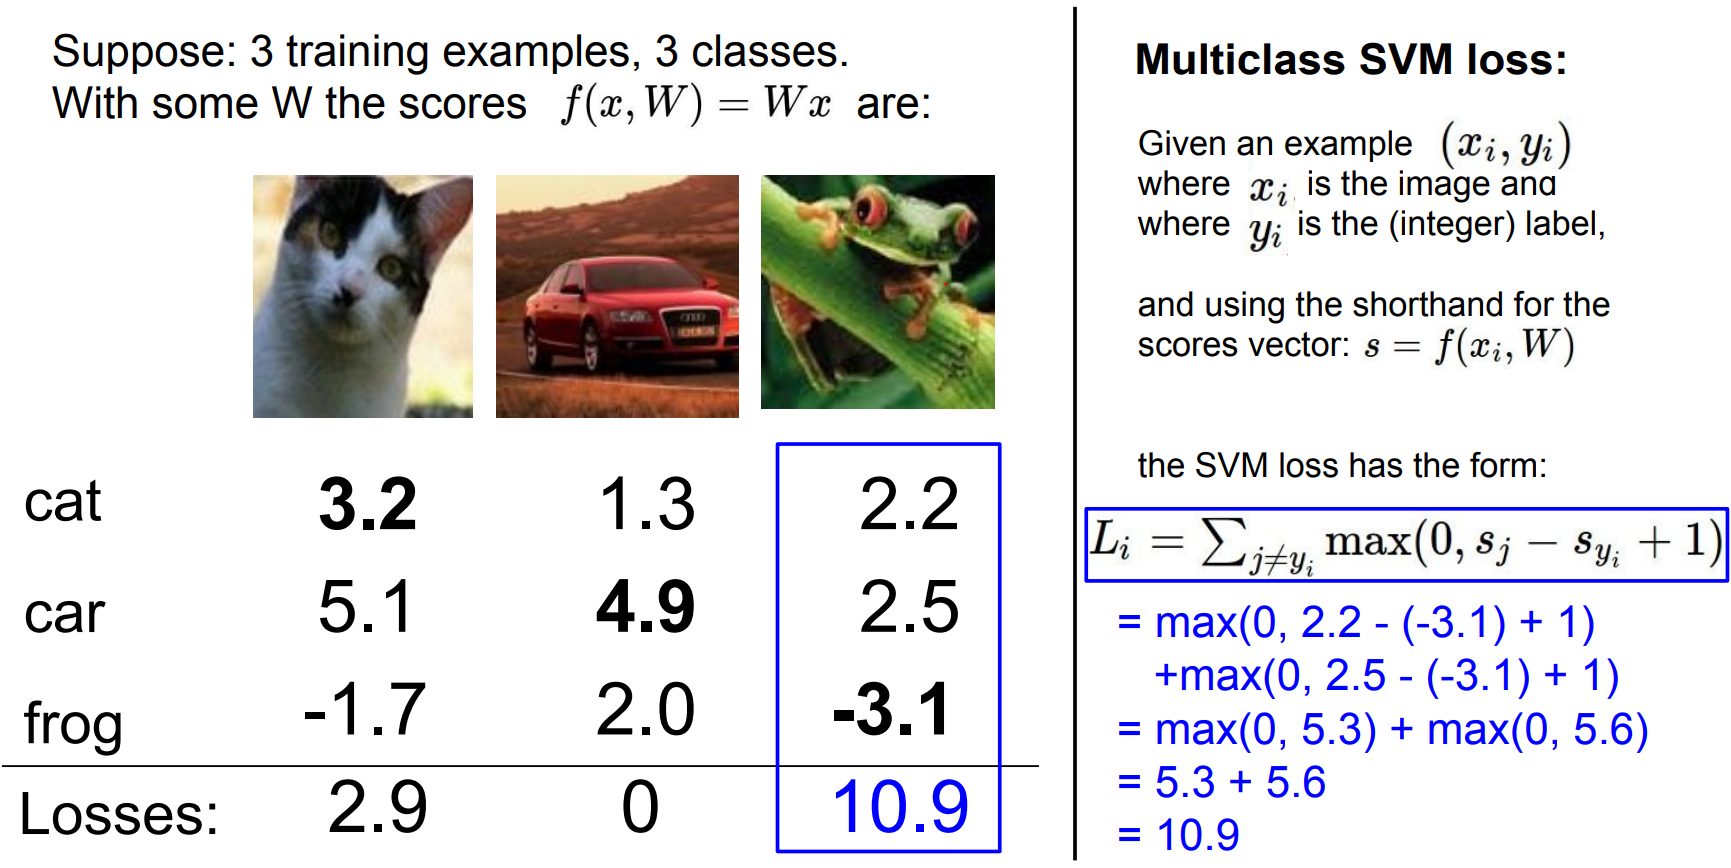 Suppose: 3 training examples, 3 classes.
With some W the scores f(x, W) = Wx are:
cat 3.2 1.3 2.2
car 5.1 4.9 2.5
frog -1.7 2.0 -3.1
Losses: 2.9 0 10.9
Multiclass SVM loss:
Given an example (x_i, y_i)
where x_i is the image and
where y_i is the (integer) label,
and using the shorthand for the
scores vector: s = f(x_i, W)
the SVM loss has the form:
L_i = ∑_{j≠y_i} max(0, s_j − s_{y_i} + 1)
= max(0, 2.2 - (-3.1) + 1)
+max(0, 2.5 - (-3.1) + 1)
= max(0, 5.3) + max(0, 5.6)
= 5.3 + 5.6
= 10.9